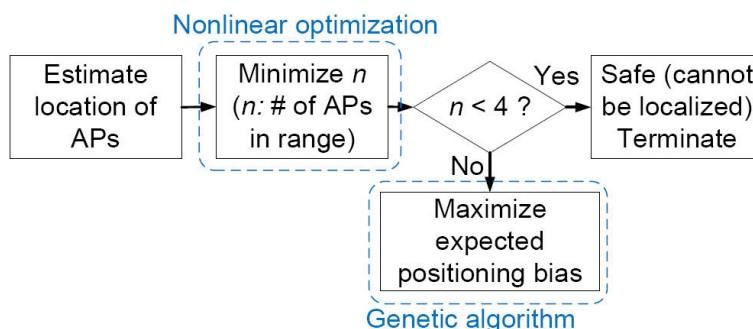 Nonlinear optimization
Estimate
location of
APs
Minimize n
(n: # of APs
in range)
n < 4 ?
Yes
Safe (cannot
be localized)
Terminate
No
Maximize
expected
positioning bias
Genetic algorithm